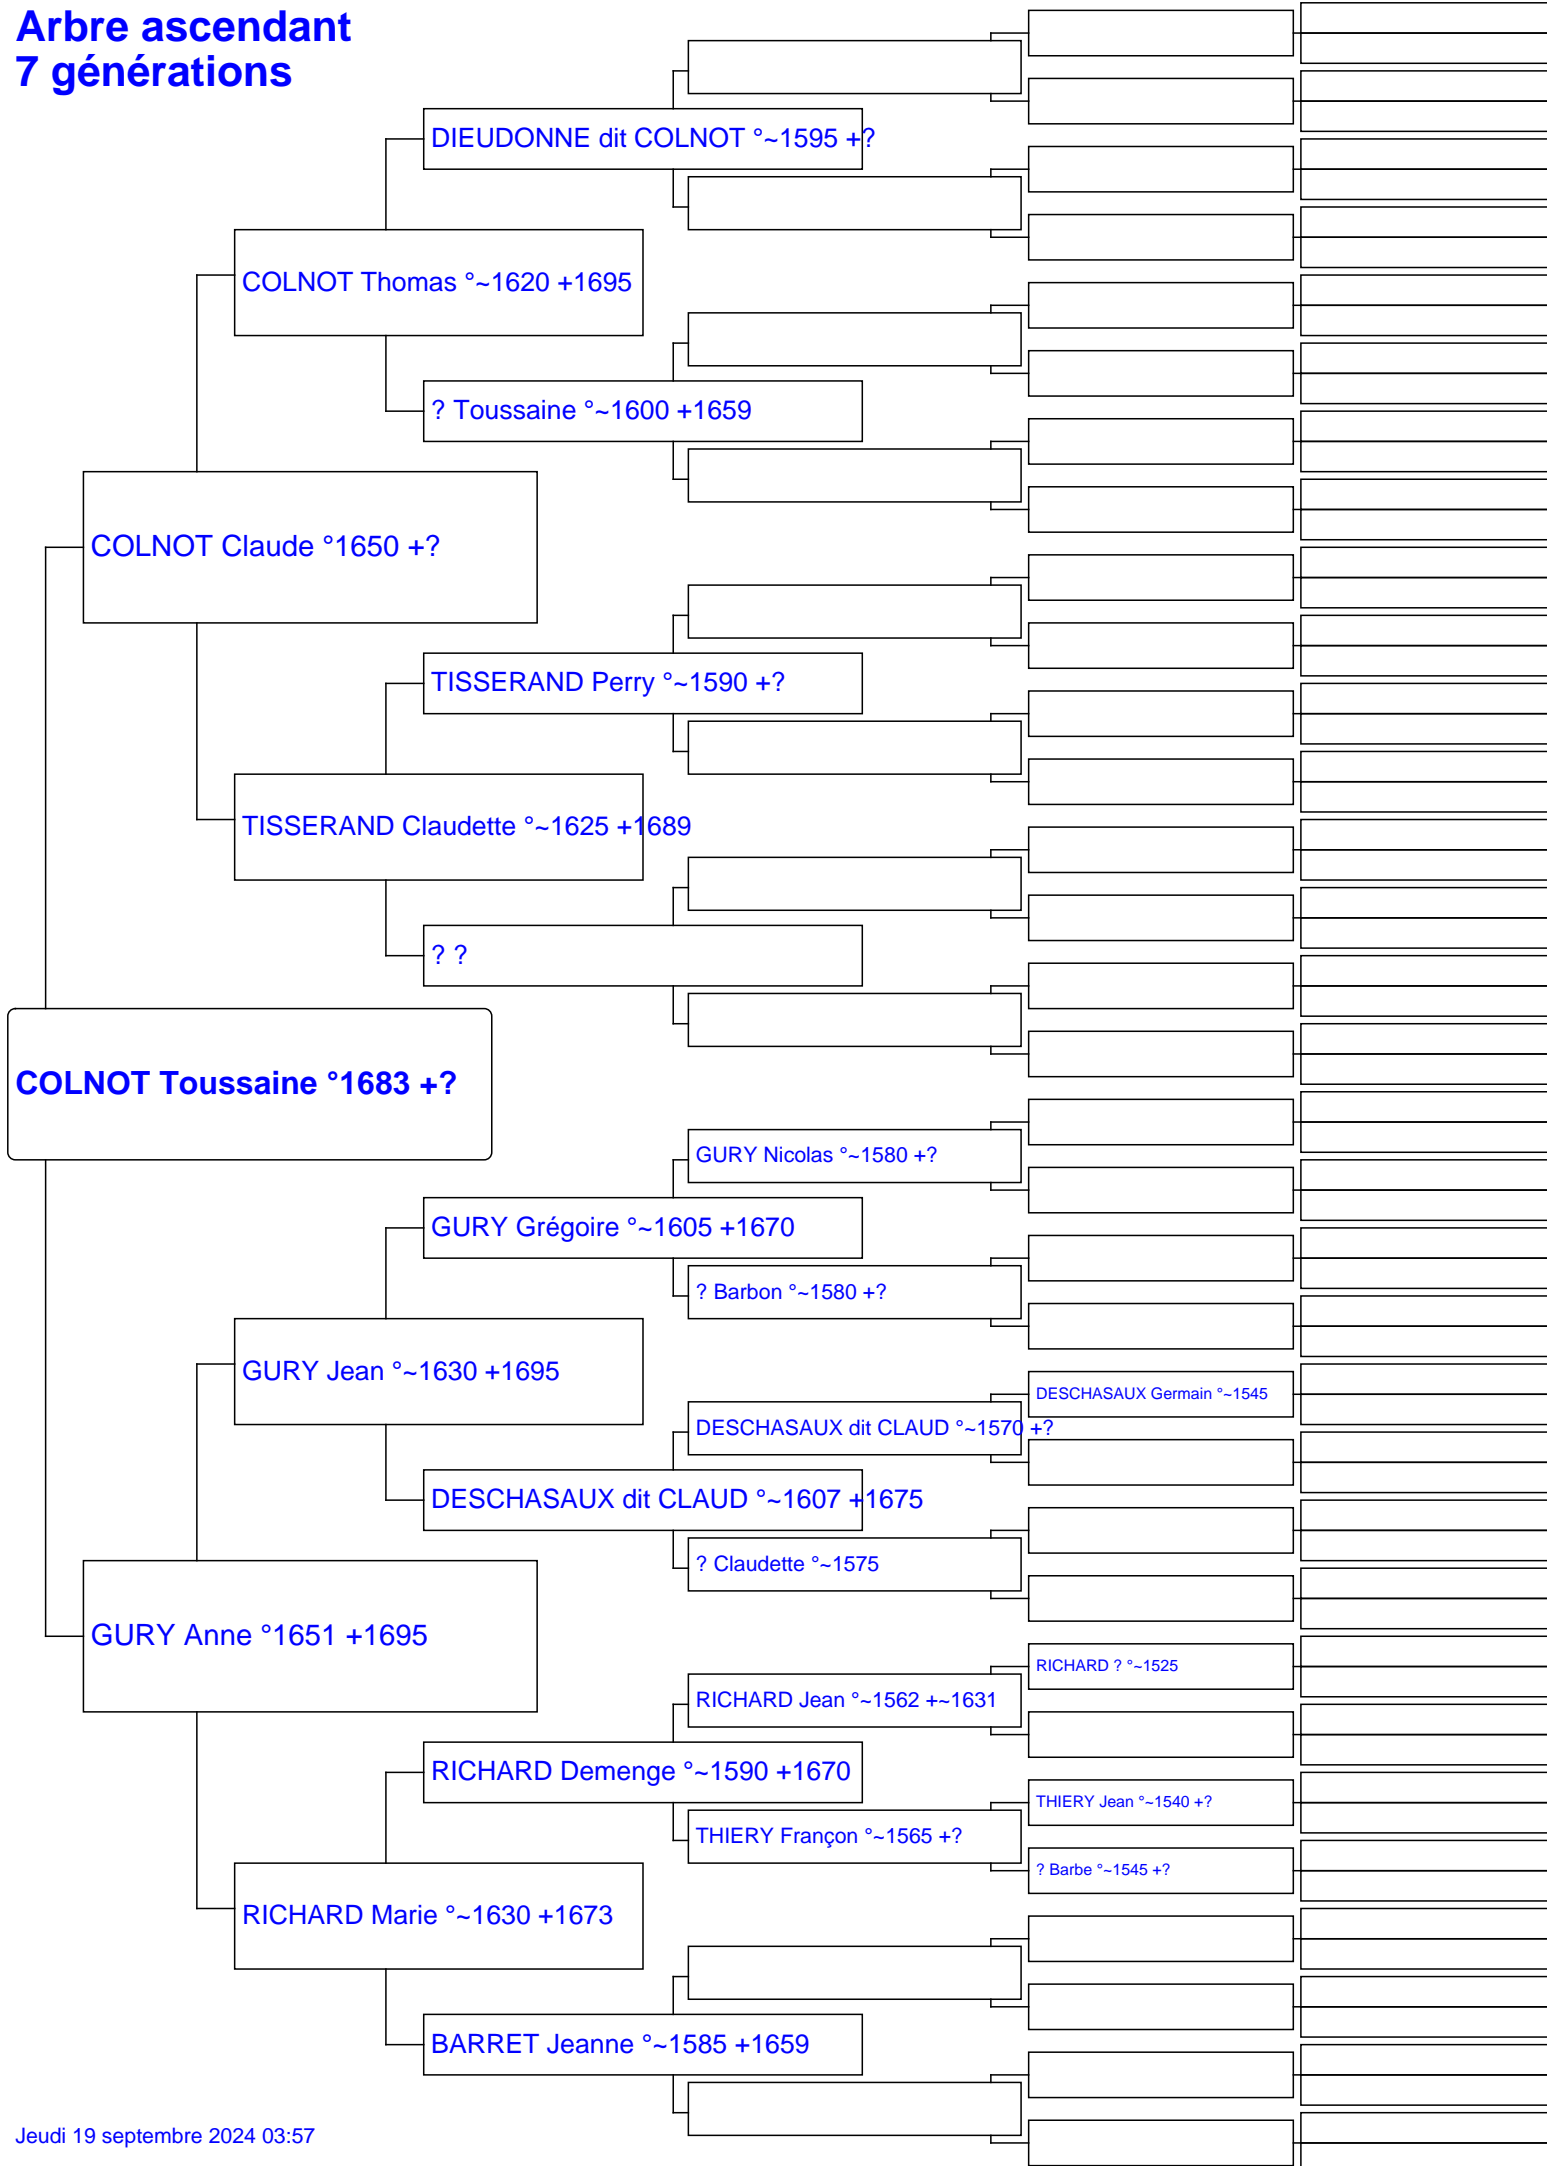 Arbre ascendant
7 générations
DIEUDONNE dit COLNOT °~1595 +?
COLNOT Thomas °~1620 +1695
? Toussaine °~1600 +1659
COLNOT Claude °1650 +?
TISSERAND Perry °~1590 +?
TISSERAND Claudette °~1625 +1689
? ?
COLNOT Toussaine °1683 +?
GURY Nicolas °~1580 +?
GURY Grégoire °~1605 +1670
? Barbon °~1580 +?
GURY Jean °~1630 +1695
DESCHASAUX Germain °~1545
DESCHASAUX dit CLAUD °~1570 +?
DESCHASAUX dit CLAUD °~1607 +1675
? Claudette °~1575
GURY Anne °1651 +1695
RICHARD ? °~1525
RICHARD Jean °~1562 +~1631
RICHARD Demenge °~1590 +1670
THIERY Jean °~1540 +?
THIERY Françon °~1565 +?
? Barbe °~1545 +?
RICHARD Marie °~1630 +1673
BARRET Jeanne °~1585 +1659
Jeudi 19 septembre 2024 03:57